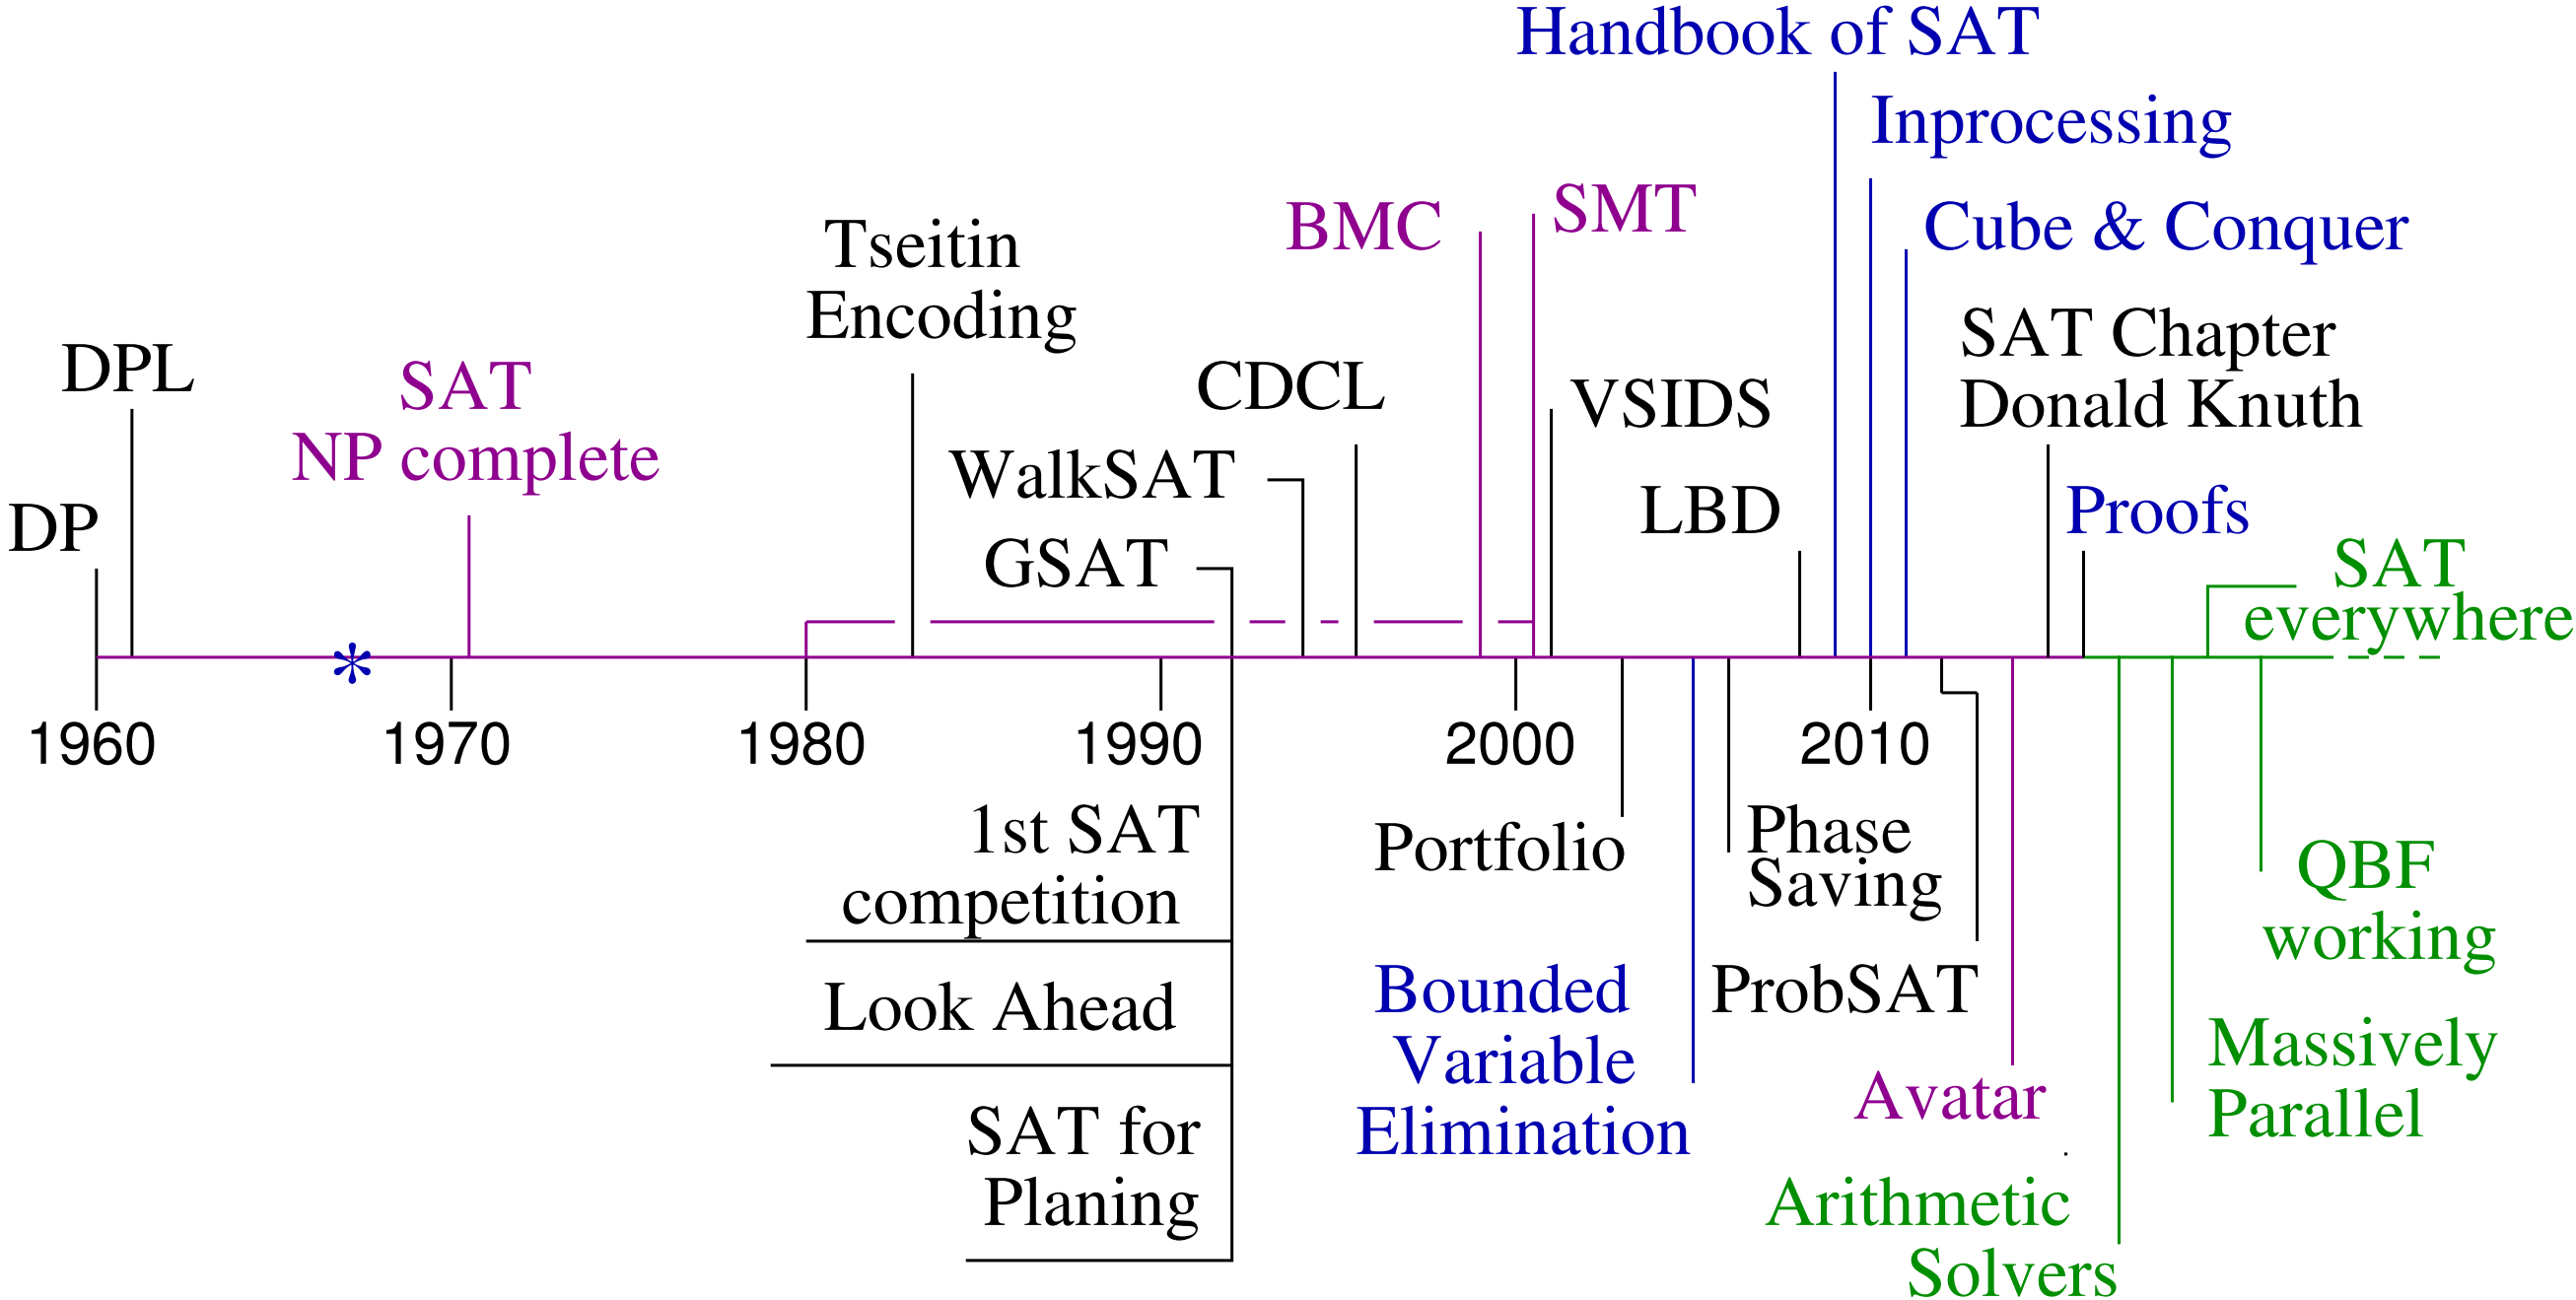 Handbook of SAT
Inprocessing
BMC
SMT
Cube & Conquer
Tseitin
Encoding
SAT Chapter
Donald Knuth
DPL
SAT
NP complete
CDCL
VSIDS
WalkSAT
LBD
Proofs
DP
GSAT
SAT
everywhere
*
1960
1970
1980
1990
2000
2010
1st SAT
competition
Look Ahead
SAT for
Planing
Portfolio
Phase
Saving
Bounded
Variable
Elimination
ProbSAT
Avatar
QBF
working
Massively
Parallel
Arithmetic
Solvers